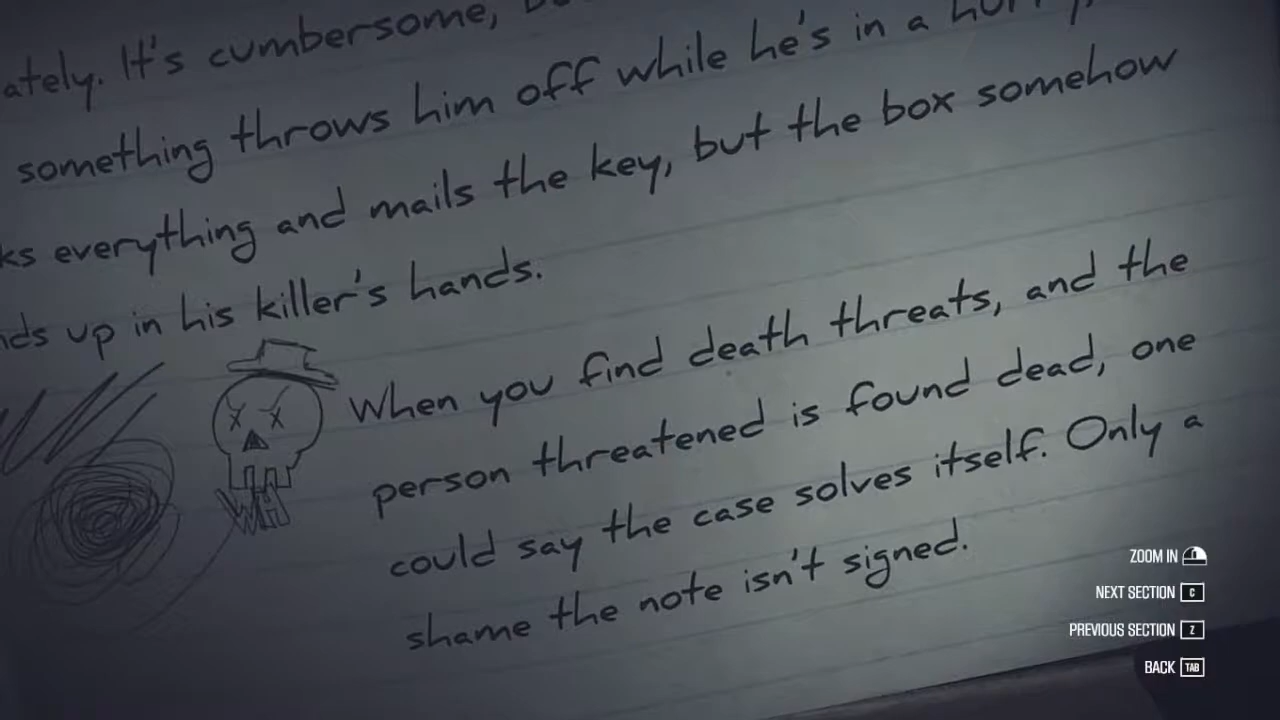 ately. It's cumbersome,
something throws him off while he's in a
ks everything and mails the key, but the box somehow
nds up in his killer's hands.
When you find death threats, and the
person threatened is found dead, one
could say the case solves itself. Only a
shame the note isn't signed.
ZOOM IN
NEXT SECTION C
PREVIOUS SECTION Z
BACK TAB